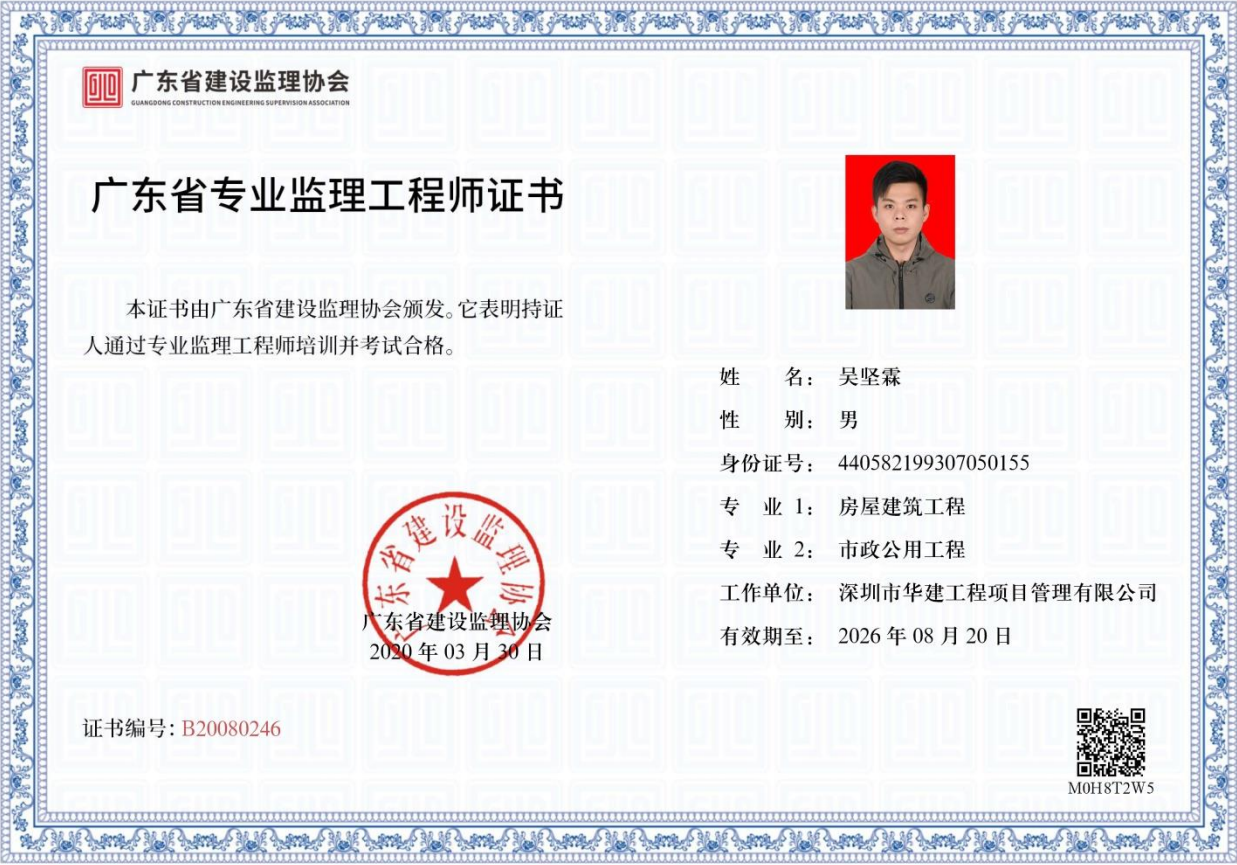 广东省建设监理协会
GUANGDONG CONSTRUCTION ENGINEERING SUPERVISION ASSOCIATION
广东省专业监理工程师证书
本证书由广东省建设监理协会颁发。它表明持证
人通过专业监理工程师培训并考试合格。
姓 名： 吴坚霖
性 别： 男
身份证号： 440582199307050155
专 业 1： 房屋建筑工程
专 业 2： 市政公用工程
工作单位： 深圳市华建工程项目管理有限公司
有效期至： 2026 年 08 月 20 日
广东省建设监理协会
广东省建设监理协会
2020 年 03 月 30 日
证书编号：B20080246
M0H8T2W5